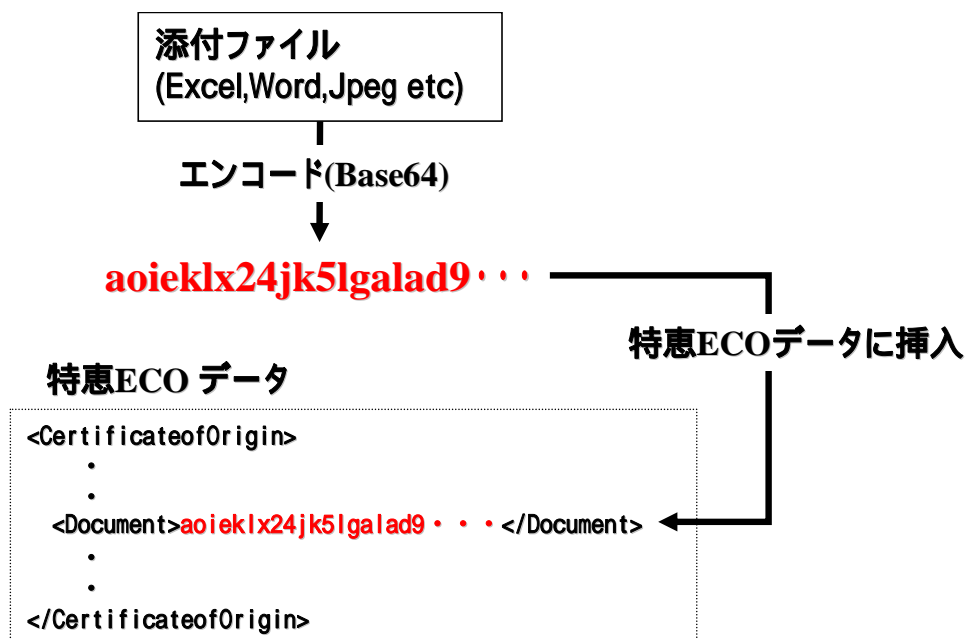 添付ファイル
(Excel,Word,Jpeg etc)
エンコード(Base64)
aoieklx24jk5lgalad9・・・
特恵ECOデータに挿入
特恵ECO データ
<CertificateofOrigin>
・
・
<Document>aoieklx24jk5lgalad9・・・</Document>
・
・
</CertificateofOrigin>